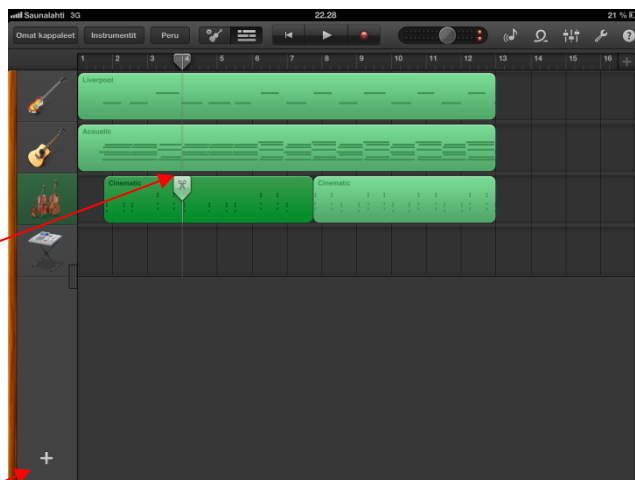 Saunalahti 3G 22.28 21 %
Omat kappaleet Instrumentit Peru ?
1 2 3 4 5 6 7 8 9 10 11 12 13 14 15 16 +
Liverpool
Acoustic
Cinematic Cinematic
+